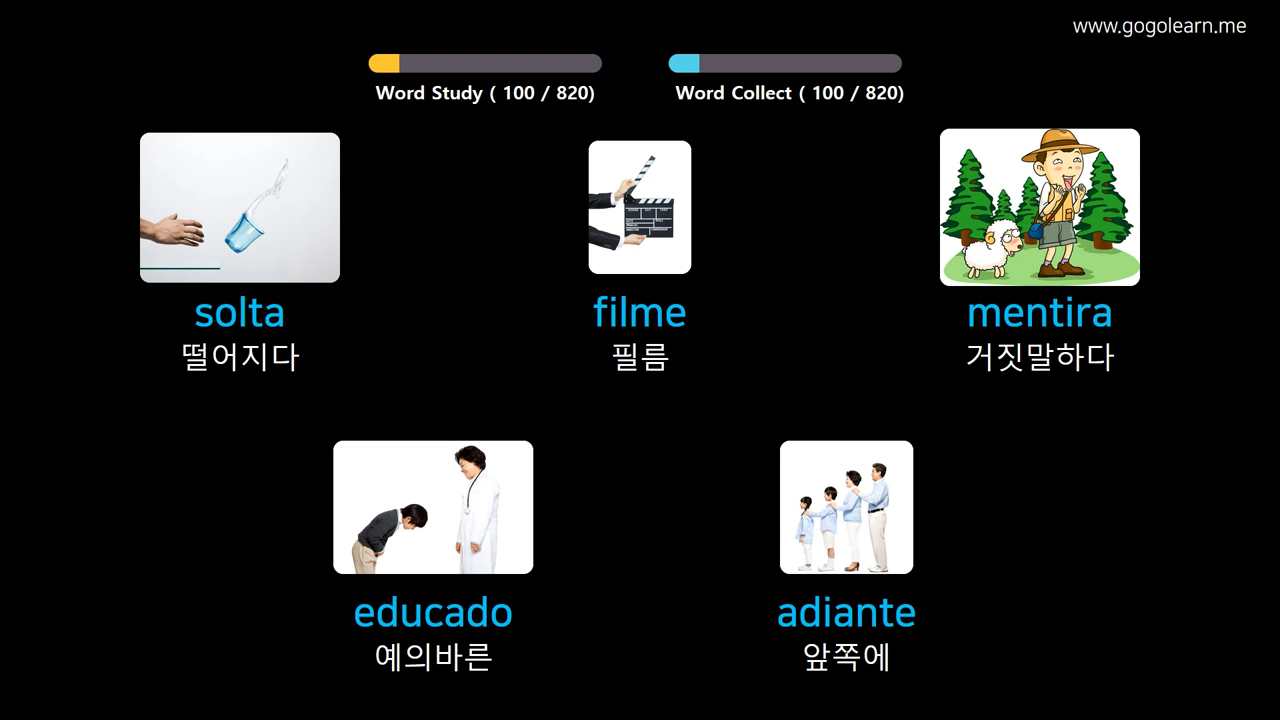 www.gogolearn.me
Word Study ( 100 / 820)
Word Collect ( 100 / 820)
solta
떨어지다
filme
필름
mentira
거짓말하다
educado
예의바른
adiante
앞쪽에